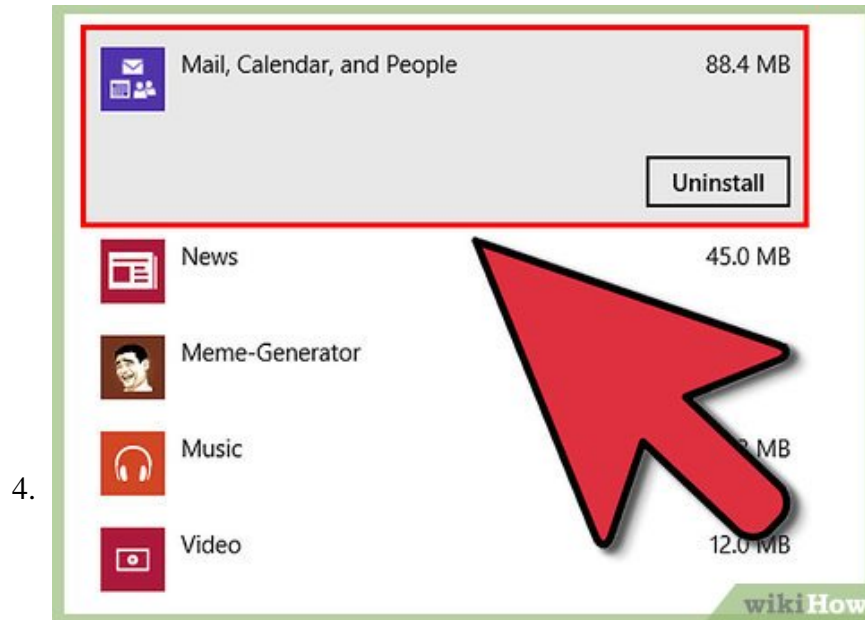 Mail, Calendar, and People 88.4 MB
Uninstall
News 45.0 MB
Meme-Generator
Music MB
4.
Video 12.0 MB
wikiHow